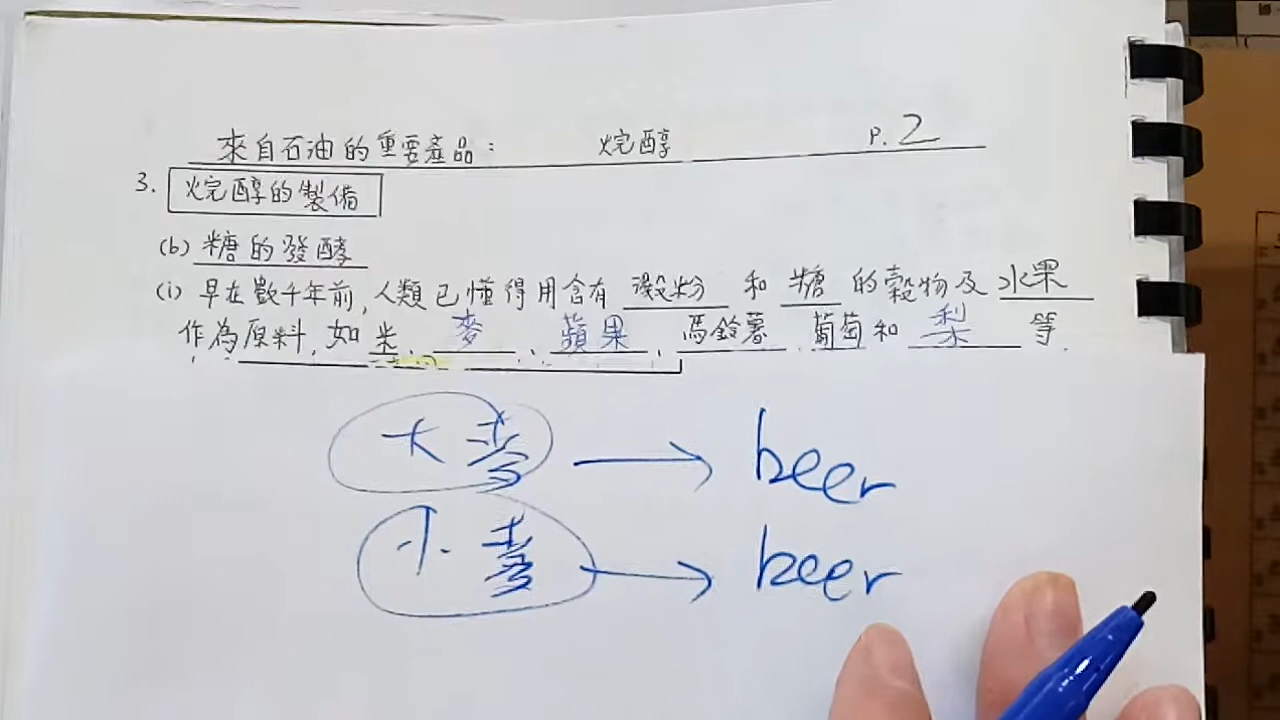 來自石油的重要產品： 烷醇 P. 2
3. 烷醇的製備
(b) 糖的發酵
(i) 早在數千年前, 人類已懂得用含有 澱粉 和 糖 的穀物及 水果
作為原料, 如 米、麥、蘋果、馬鈴薯、葡萄和 梨 等.
大麥 → beer
小麥 → beer